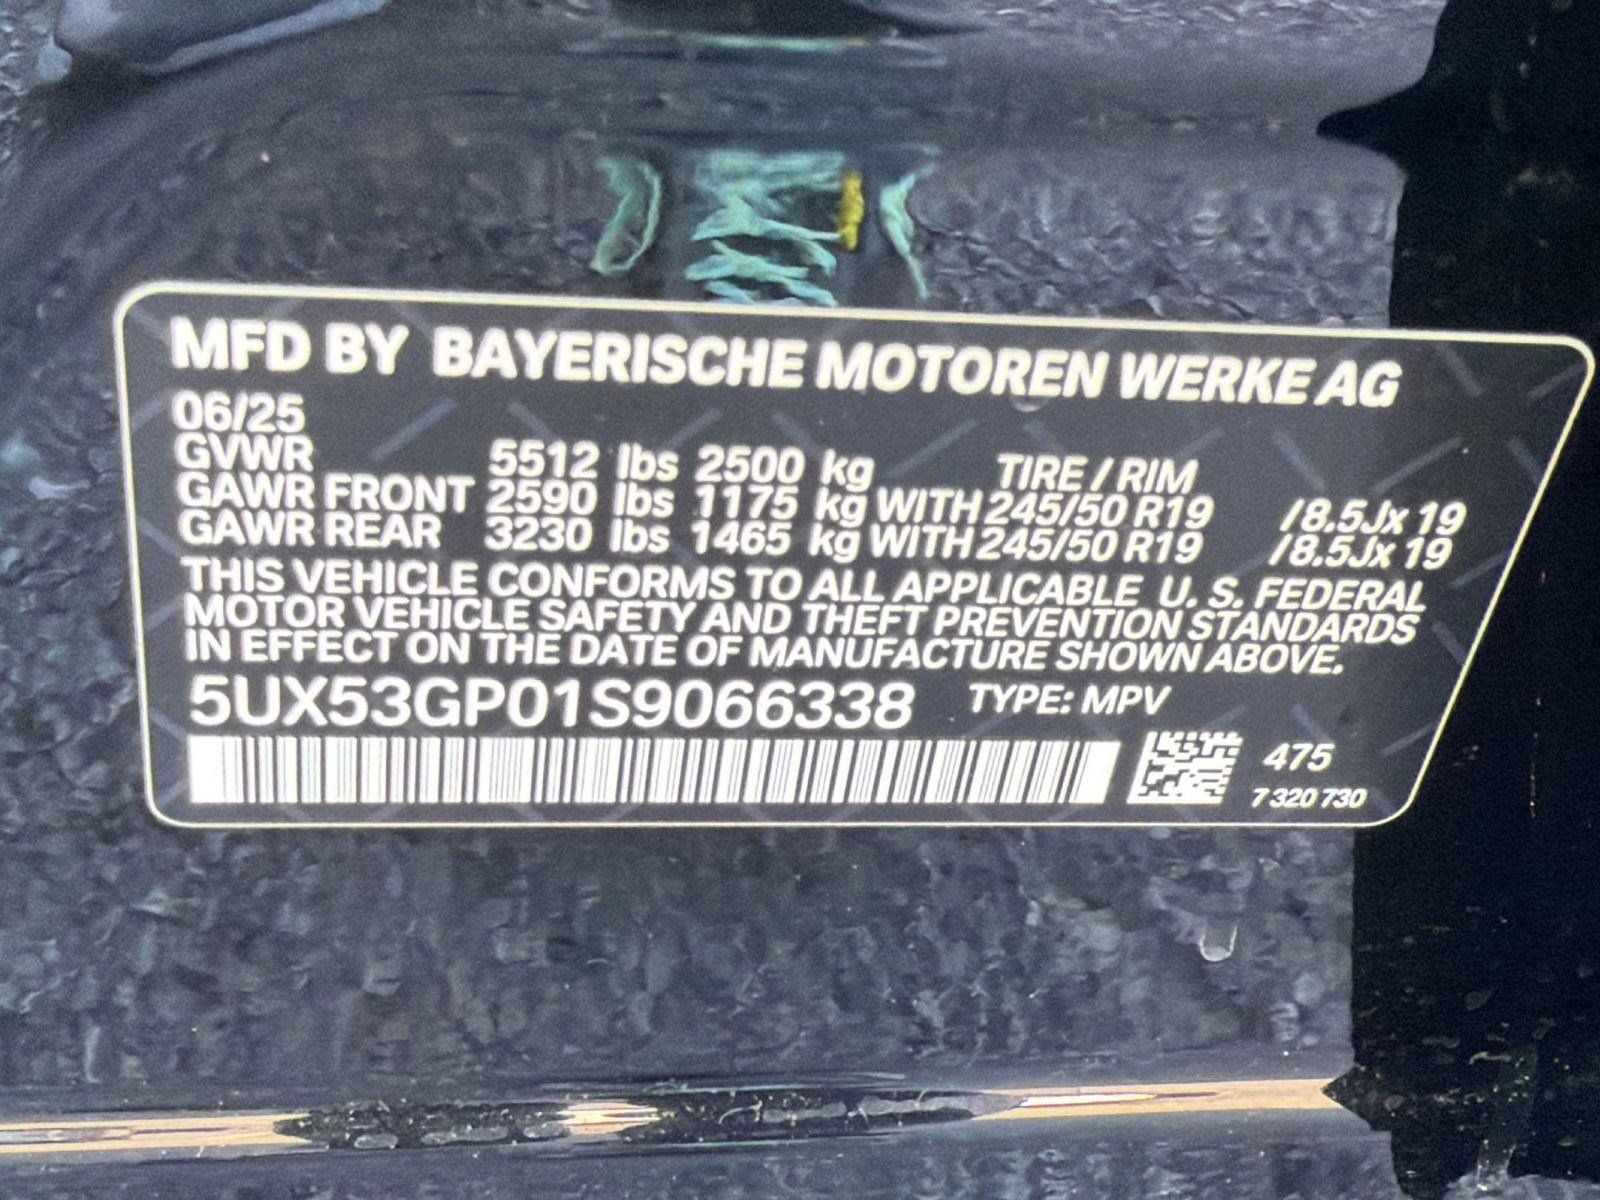 MFD BY BAYERISCHE MOTOREN WERKE AG
06/25
GVWR 5512 lbs 2500 kg TIRE / RIM
GAWR FRONT 2590 lbs 1175 kg WITH 245/50 R19 /8.5Jx 19
GAWR REAR 3230 lbs 1465 kg WITH 245/50 R19 /8.5Jx 19
THIS VEHICLE CONFORMS TO ALL APPLICABLE U. S. FEDERAL
MOTOR VEHICLE SAFETY AND THEFT PREVENTION STANDARDS
IN EFFECT ON THE DATE OF MANUFACTURE SHOWN ABOVE.
5UX53GP01S9066338 TYPE: MPV
475
7 320 730